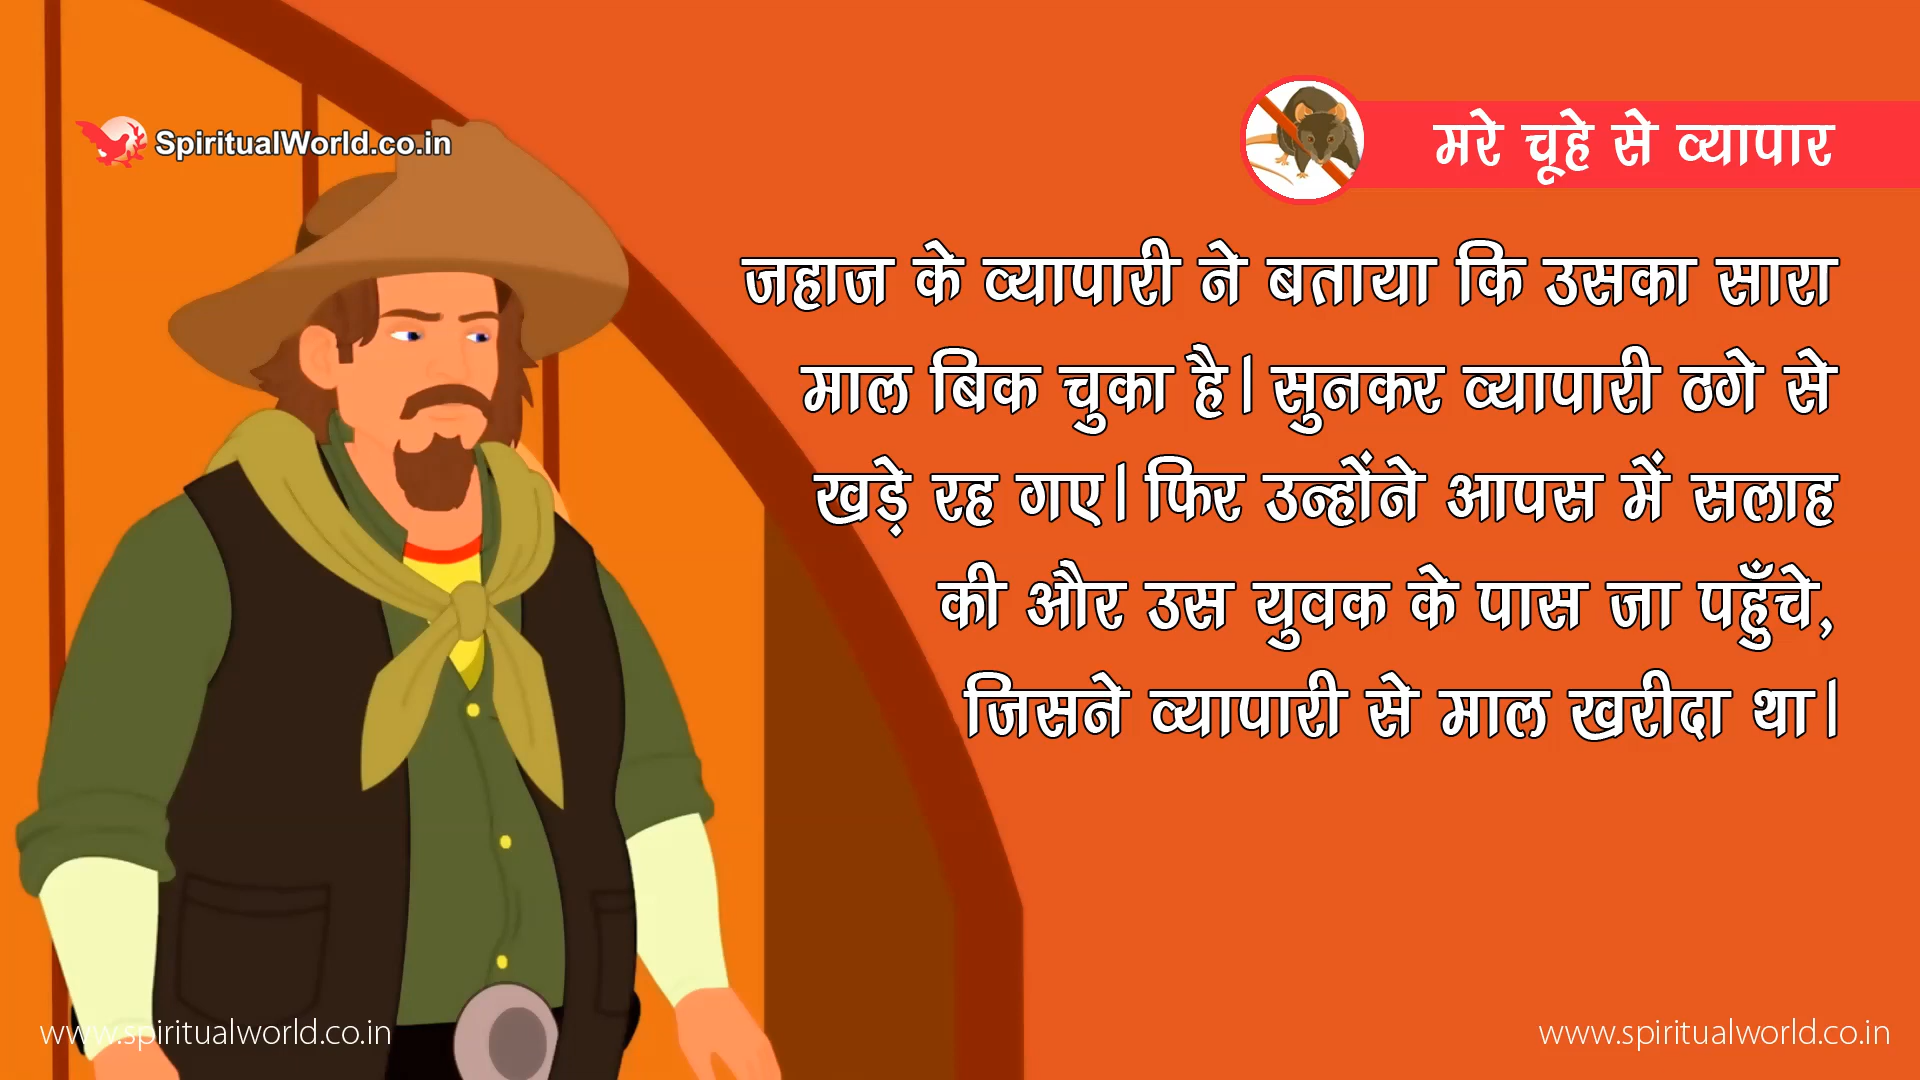 SpiritualWorld.co.in
मरे चूहे से व्यापार
जहाज के व्यापारी ने बताया कि उसका सारा
माल बिक चुका है। सुनकर व्यापारी ठगे से
खड़े रह गए। फिर उन्होंने आपस में सलाह
की और उस युवक के पास जा पहुँचे,
जिसने व्यापारी से माल खरीदा था।
www.spiritualworld.co.in
www.spiritualworld.co.in